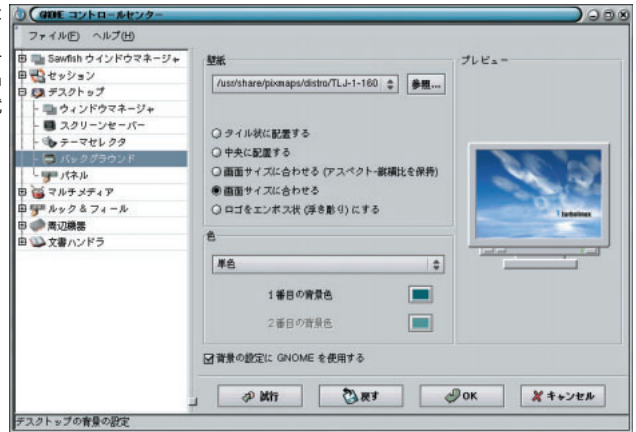 GNOME コントロールセンター
ファイル(F) ヘルプ(H)
Sawfish ウインドウマネージャ
セッション
デスクトップ
ウィンドウマネージャ
スクリーンセーバー
テーマセレクタ
バックグラウンド
パネル
マルチメディア
ルック & フィール
周辺機器
文書ハンドラ
壁紙
/usr/share/pixmaps/distro/TLJ-1-160
参照...
タイル状に配置する
中央に配置する
画面サイズに合わせる (アスペクト-縦横比を保持)
画面サイズに合わせる
ロゴをエンボス状 (浮き彫り) にする
色
単色
1 番目の背景色
2 番目の背景色
背景の設定に GNOME を使用する
プレビュー
turbolinux
試行
戻す
OK
キャンセル
デスクトップの背景の設定